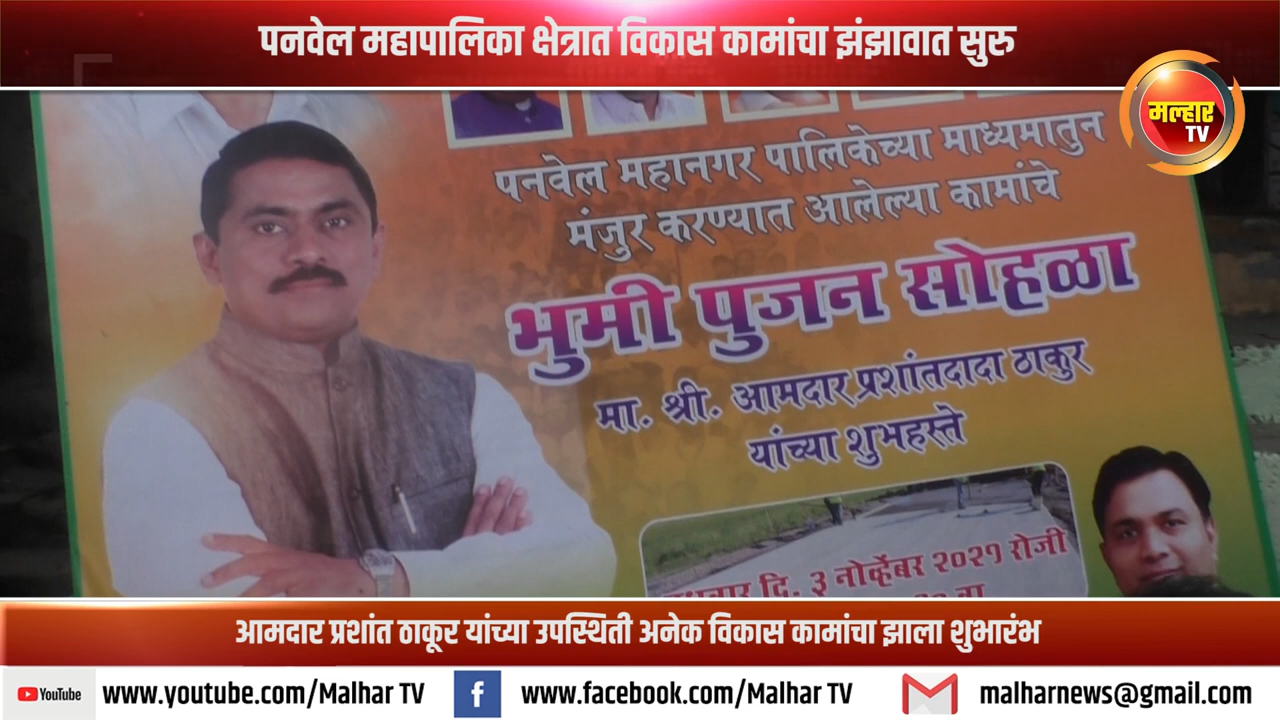 पनवेल महापालिका क्षेत्रात विकास कामांचा झंझावात सुरु
मल्हार
TV
पनवेल महानगर पालिकेच्या माध्यमातुन
मंजुर करण्यात आलेल्या कामांचे
भुमी पुजन सोहळा
मा. श्री. आमदार प्रशांतदादा ठाकुर
यांच्या शुभहस्ते
दि. ३ नोव्हेंबर २०२१ रोजी
आमदार प्रशांत ठाकूर यांच्या उपस्थिती अनेक विकास कामांचा झाला शुभारंभ
YouTube www.youtube.com/Malhar TV
www.facebook.com/Malhar TV
malharnews@gmail.com